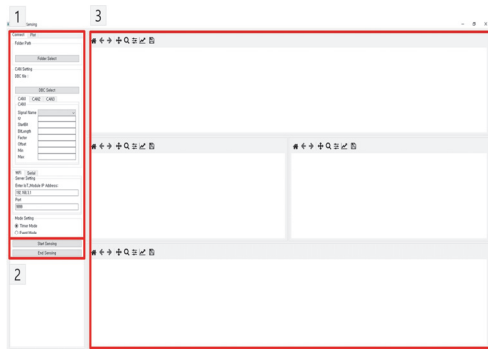 1
3
Sensing
Connect Plot
Folder Path
Folder Select
CAN Setting
DBC file :
DBC Select
CAN1 CAN2 CAN3
CAN1
Signal Name
Id
StartBit
BitLength
Factor
Offset
Min
Max
WiFi Serial
Server Setting
Enter IoT_Module IP Address:
192.168.0.1
Port
Mode Setting
Timer Mode
Event Mode
Start Sensing
End Sensing
2